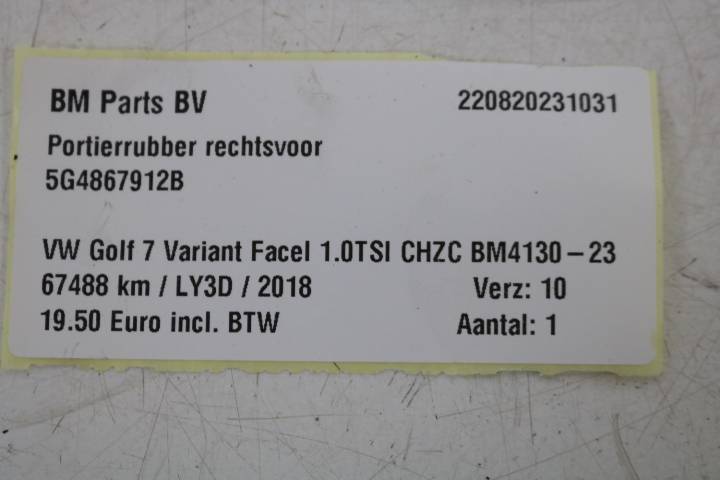 BM Parts BV 220820231031
Portierrubber rechtsvoor
5G4867912B
VW Golf 7 Variant Facel 1.0TSI CHZC BM4130-23
67488 km / LY3D / 2018 Verz: 10
19.50 Euro incl. BTW Aantal: 1